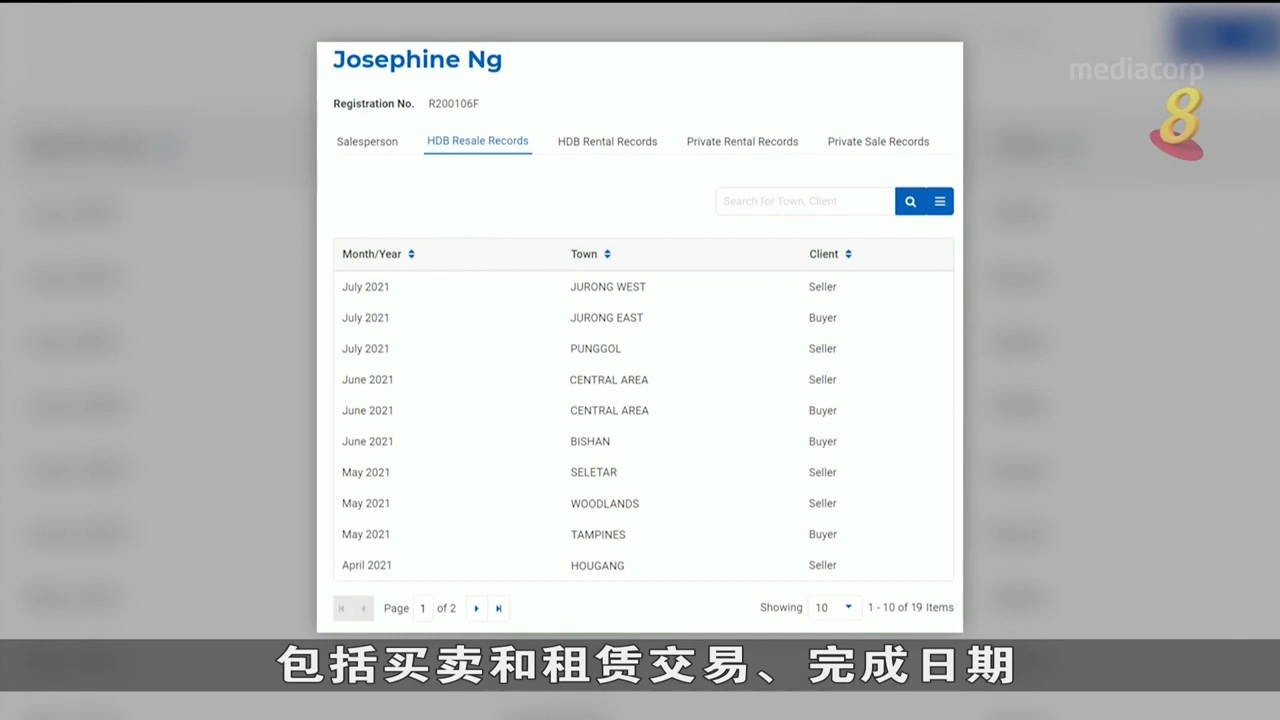 Josephine Ng
mediacorp
8
Registration No. R200106F
Salesperson HDB Resale Records HDB Rental Records Private Rental Records Private Sale Records
Search for Town, Client
Month/Year Town Client
July 2021 JURONG WEST Seller
July 2021 JURONG EAST Buyer
July 2021 PUNGGOL Seller
June 2021 CENTRAL AREA Seller
June 2021 CENTRAL AREA Buyer
June 2021 BISHAN Buyer
May 2021 SELETAR Seller
May 2021 WOODLANDS Seller
May 2021 TAMPINES Buyer
April 2021 HOUGANG Seller
Page 1 of 2 Showing 10 1 - 10 of 19 Items
包括买卖和租赁交易、完成日期